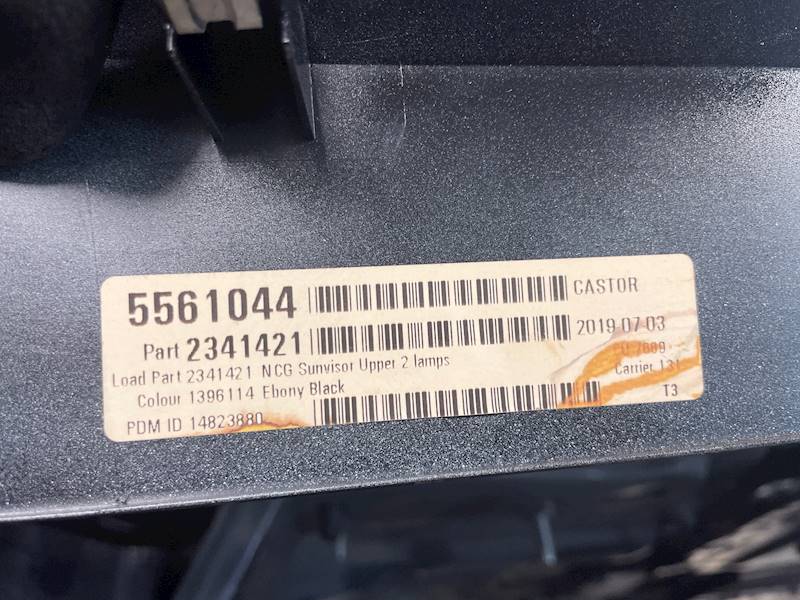 5561044 CASTOR
Part 2341421 2019 07 03
Load Part 2341421 NCG Sunvisor Upper 2 lamps
Colour 1396114 Ebony Black Carrier 131
PDM ID 14823880 T3